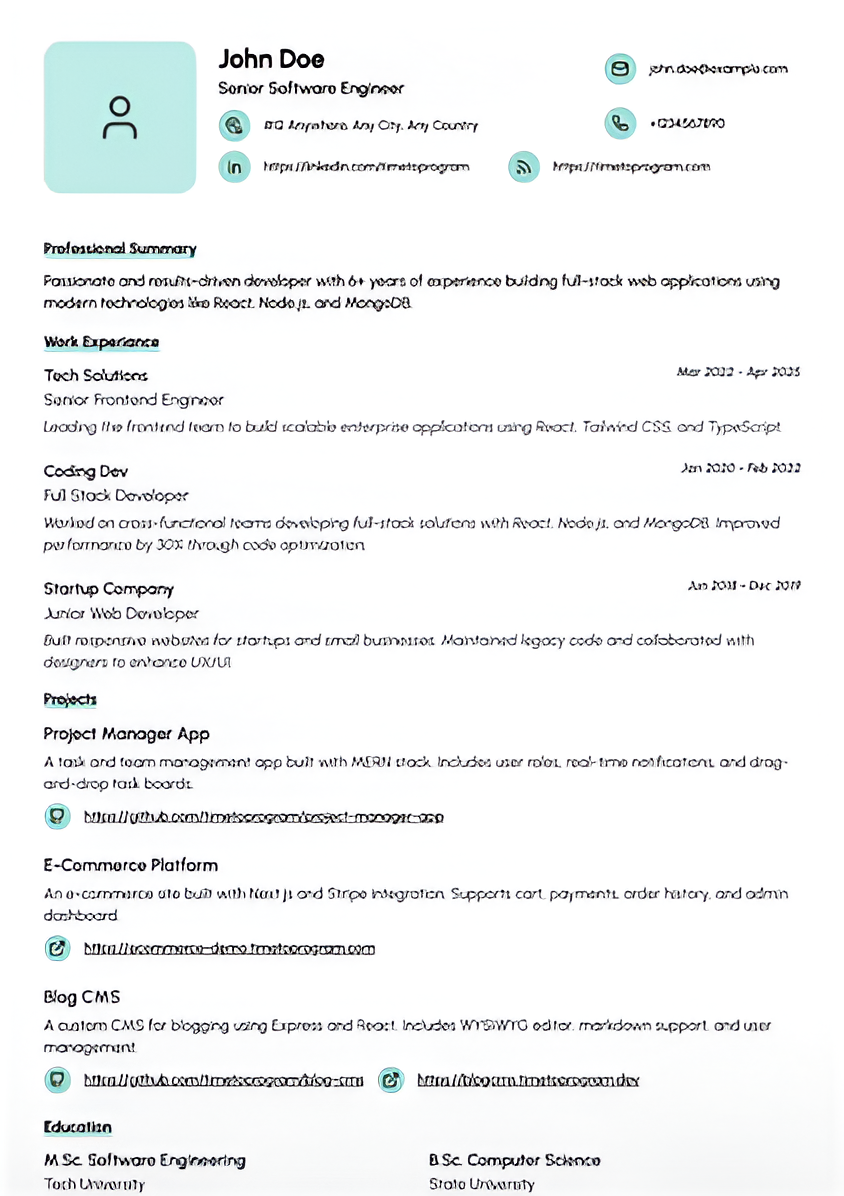 John Doe
Senior Software Engineer
john.doe@example.com
Anywhere, Any City, Any Country
+1234567890
https://linkedin.com/timetoprogram
https://timetoprogram.com
Professional Summary
Passionate and results-driven developer with 6+ years of experience building full-stack web applications using
modern technologies like React, Node.js, and MongoDB.
Work Experience
Tech Solutions
Mar 2022 - Apr 2025
Senior Frontend Engineer
Leading the frontend team to build scalable enterprise applications using React, Tailwind CSS, and TypeScript.
Coding Dev
Jan 2020 - Feb 2022
Full Stack Developer
Worked on cross-functional teams developing full-stack solutions with React, Node.js, and MongoDB. Improved
performance by 30% through code optimization.
Startup Company
2018 - Dec 2019
Junior Web Developer
Built responsive websites for startups and small businesses. Maintained legacy code and collaborated with
designers to enhance UX/UI.
Projects
Project Manager App
A task and team management app built with MERN stack. Includes user roles, real-time notifications, and drag-
and-drop task boards.
https://github.com/timetoprogram/project-manager-app
E-Commerce Platform
An e-commerce site built with Next.js and Stripe integration. Supports cart, payments, order history, and admin
dashboard.
https://ecommerce-demo.timetoprogram.com
Blog CMS
A custom CMS for blogging using Express and React. Includes WYSIWYG editor, markdown support, and user
management.
https://github.com/timetoprogram/blog-cms
Education
M.Sc. Software Engineering
B.Sc. Computer Science
Tech University
State University